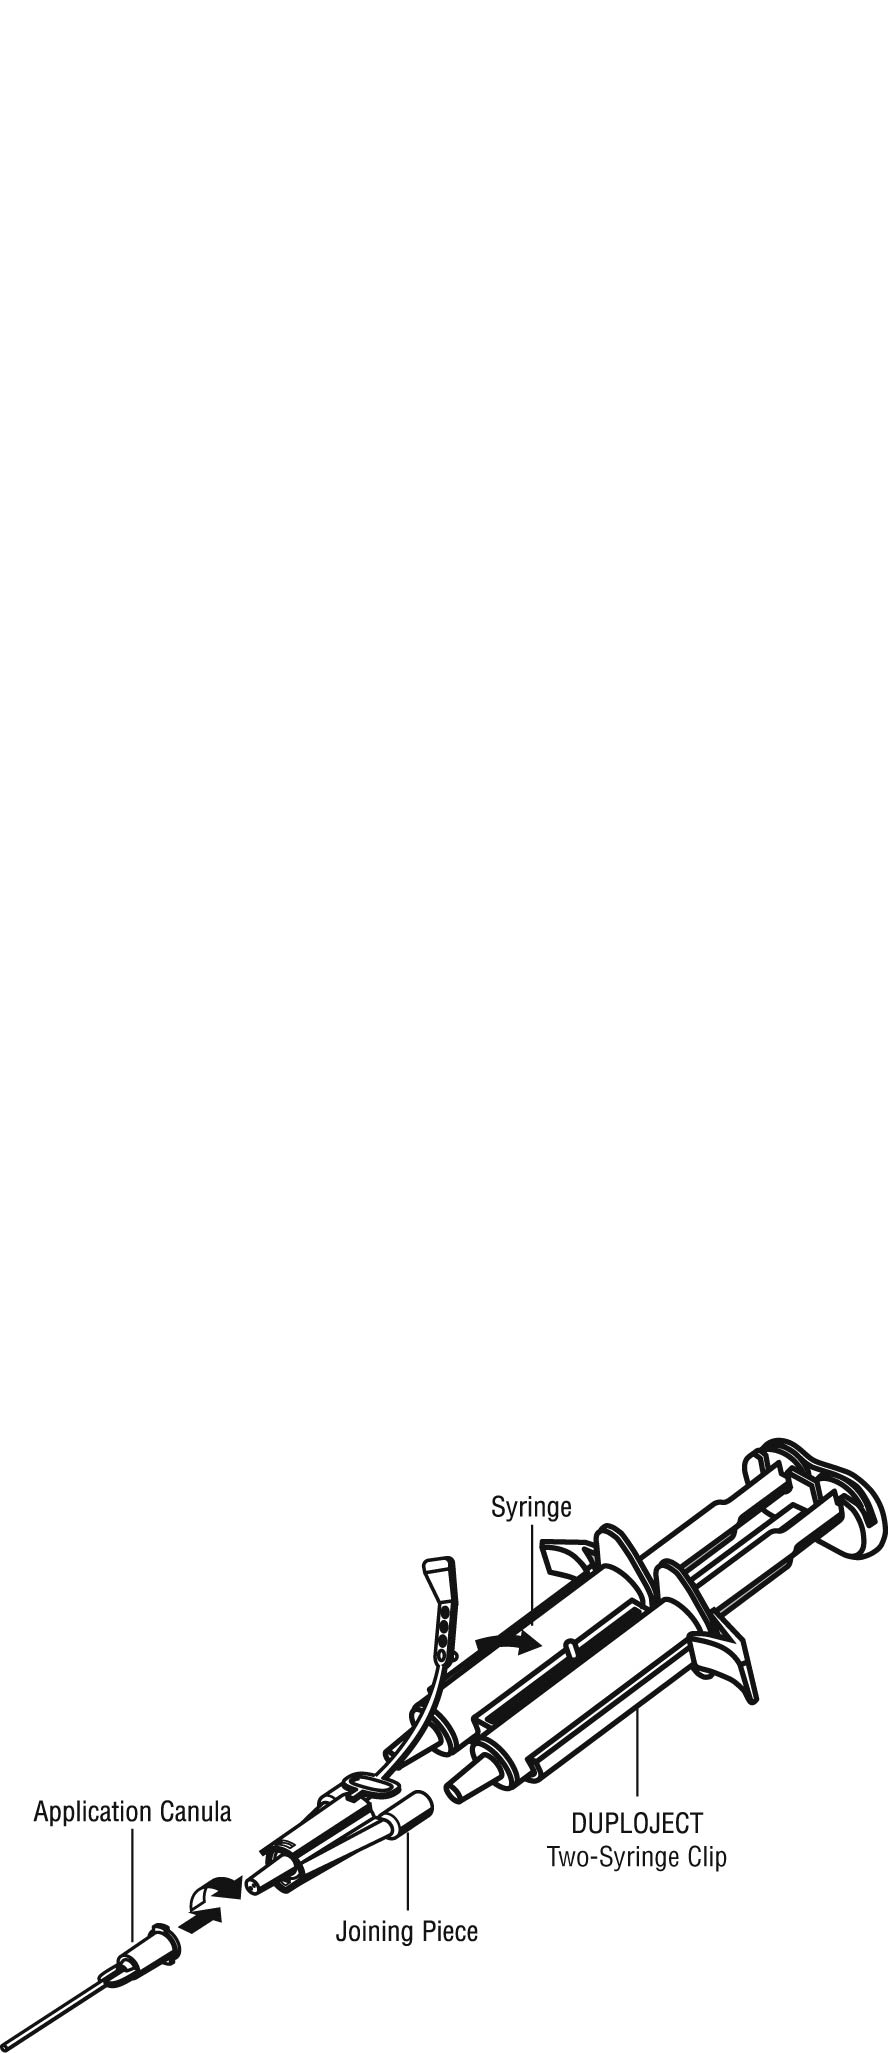 Syringe
Application Canula
DUPLOJECT
Two-Syringe Clip
Joining Piece